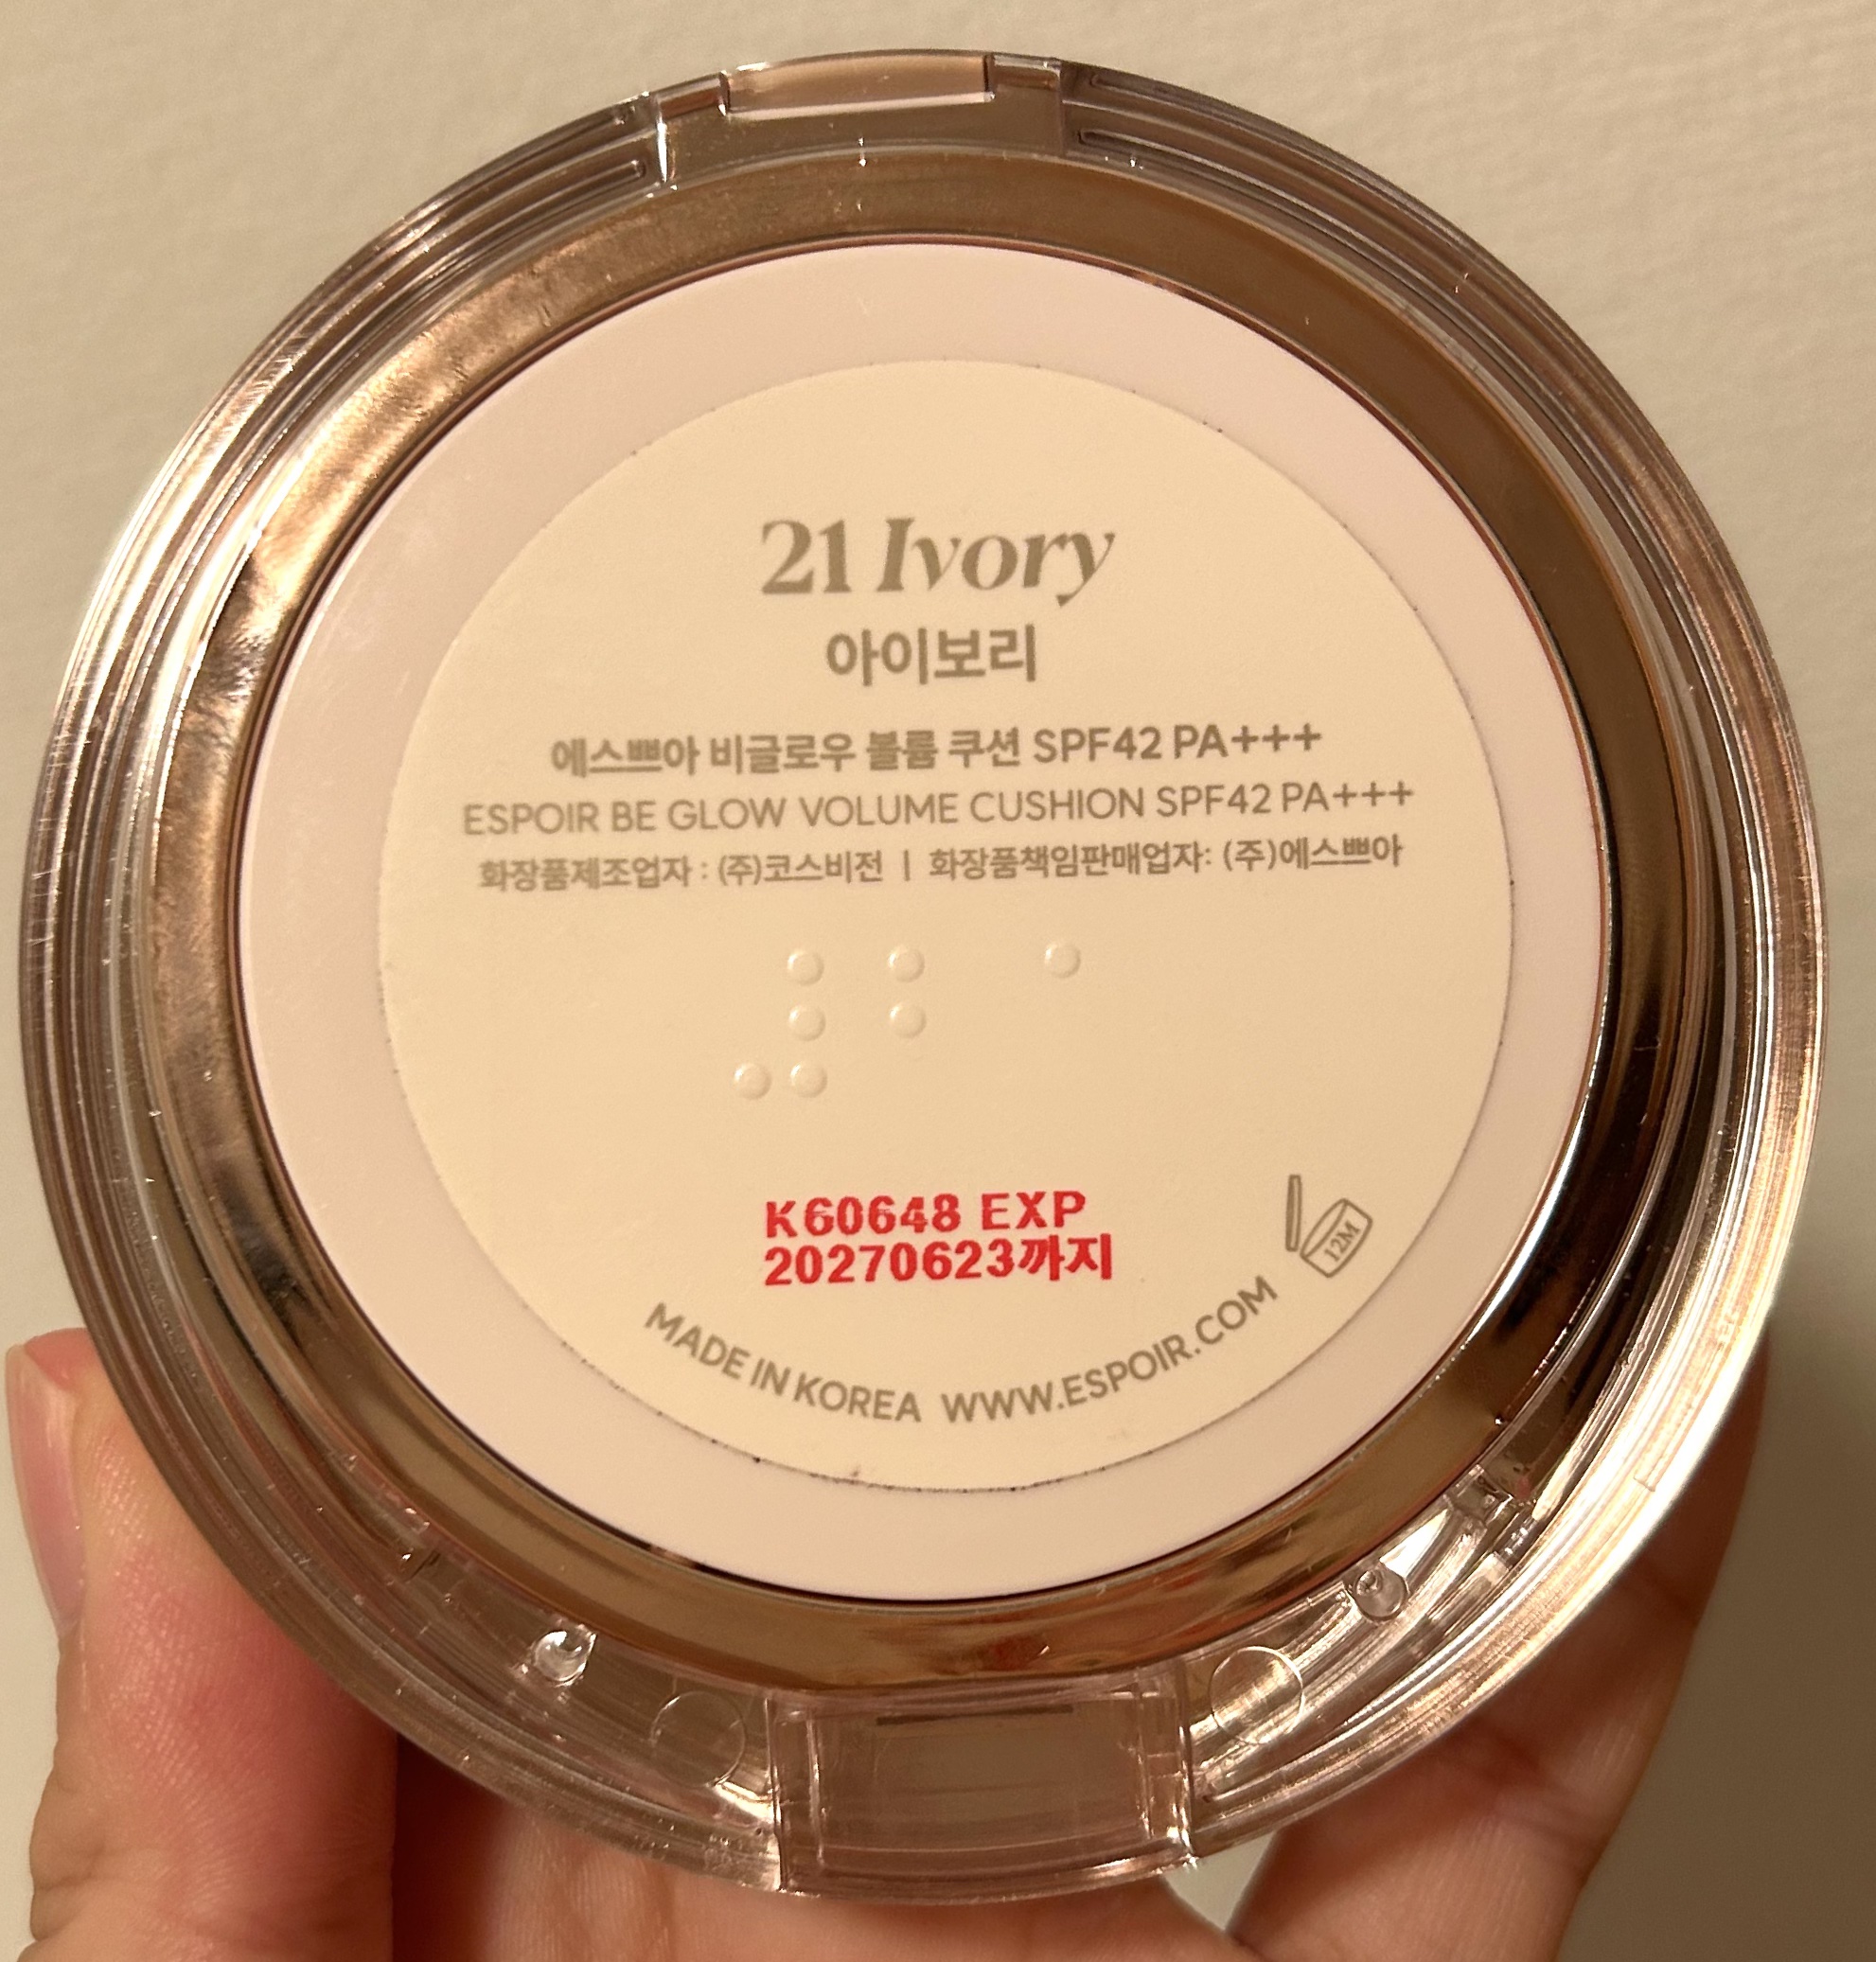 21 Ivory
아이보리
에스쁘아 비글로우 볼륨 쿠션 SPF42 PA+++
ESPOIR BE GLOW VOLUME CUSHION SPF42 PA+++
화장품제조업자 : (주)코스비전 | 화장품책임판매업자: (주)에스쁘아
⠼⠃⠁
K60648 EXP
20270623까지
12M
MADE IN KOREA WWW.ESPOIR.COM